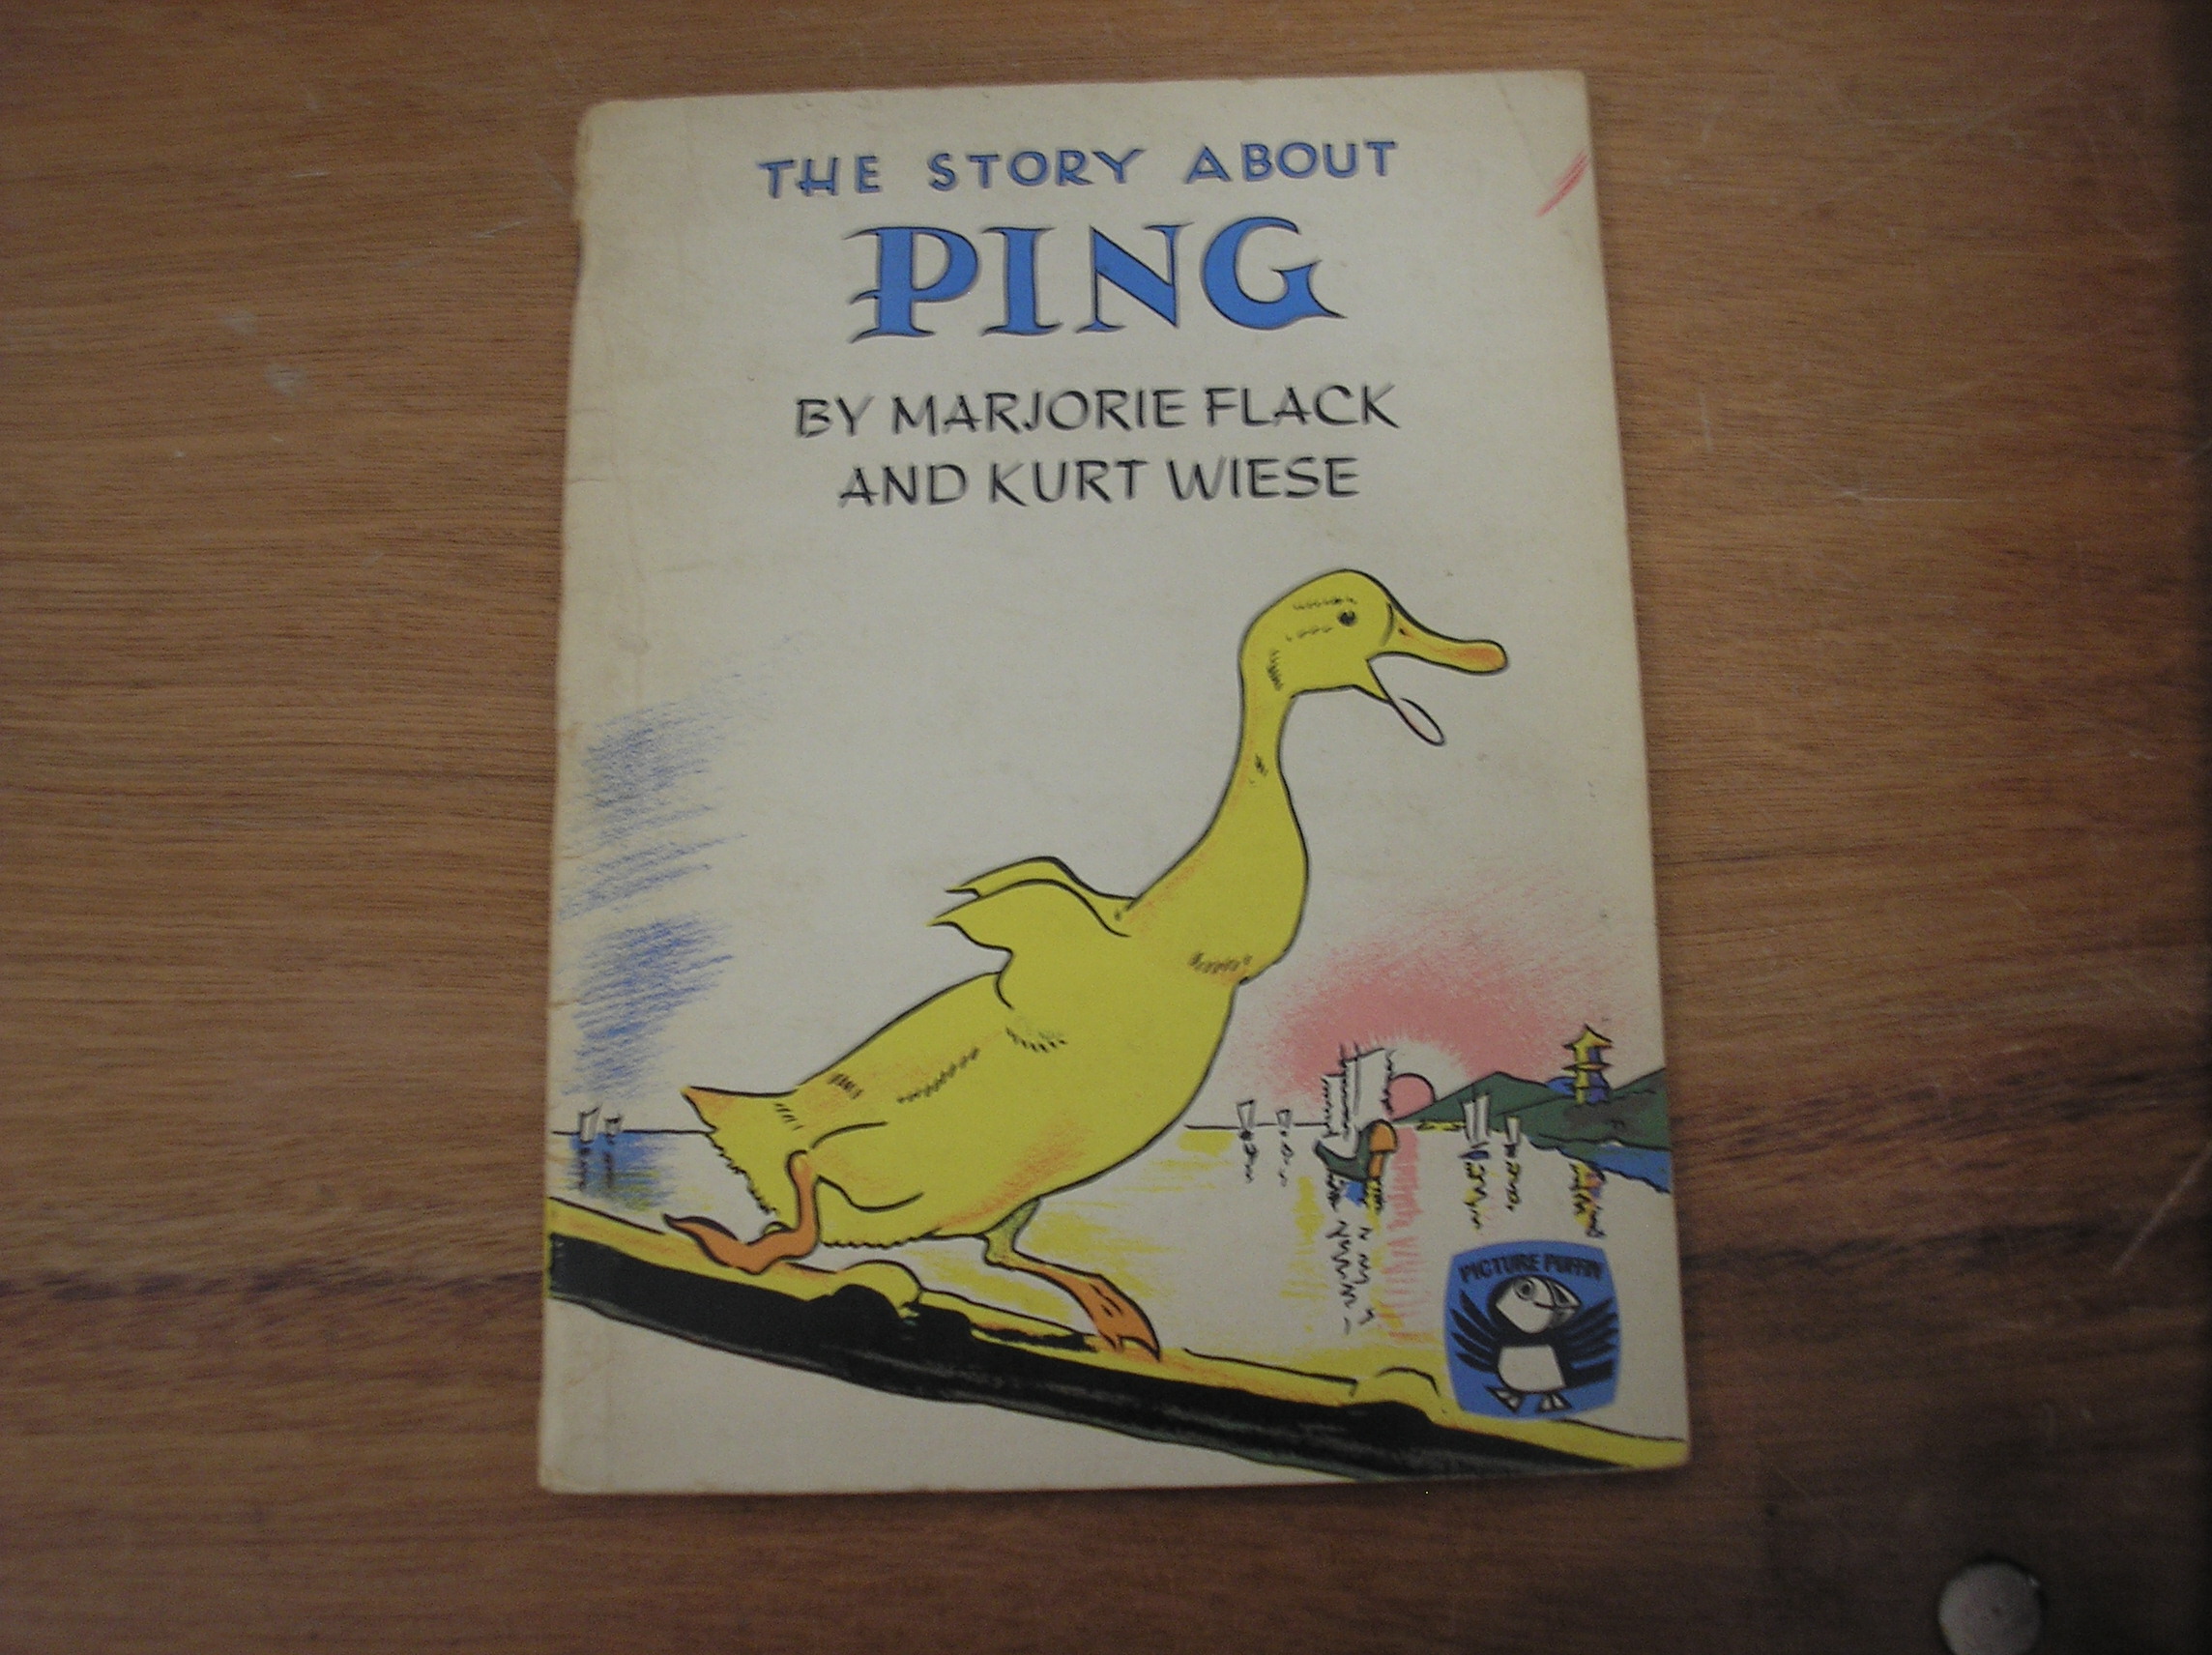 THE STORY ABOUT
PING
BY MARJORIE FLACK
AND KURT WIESE
PICTURE PUFFIN